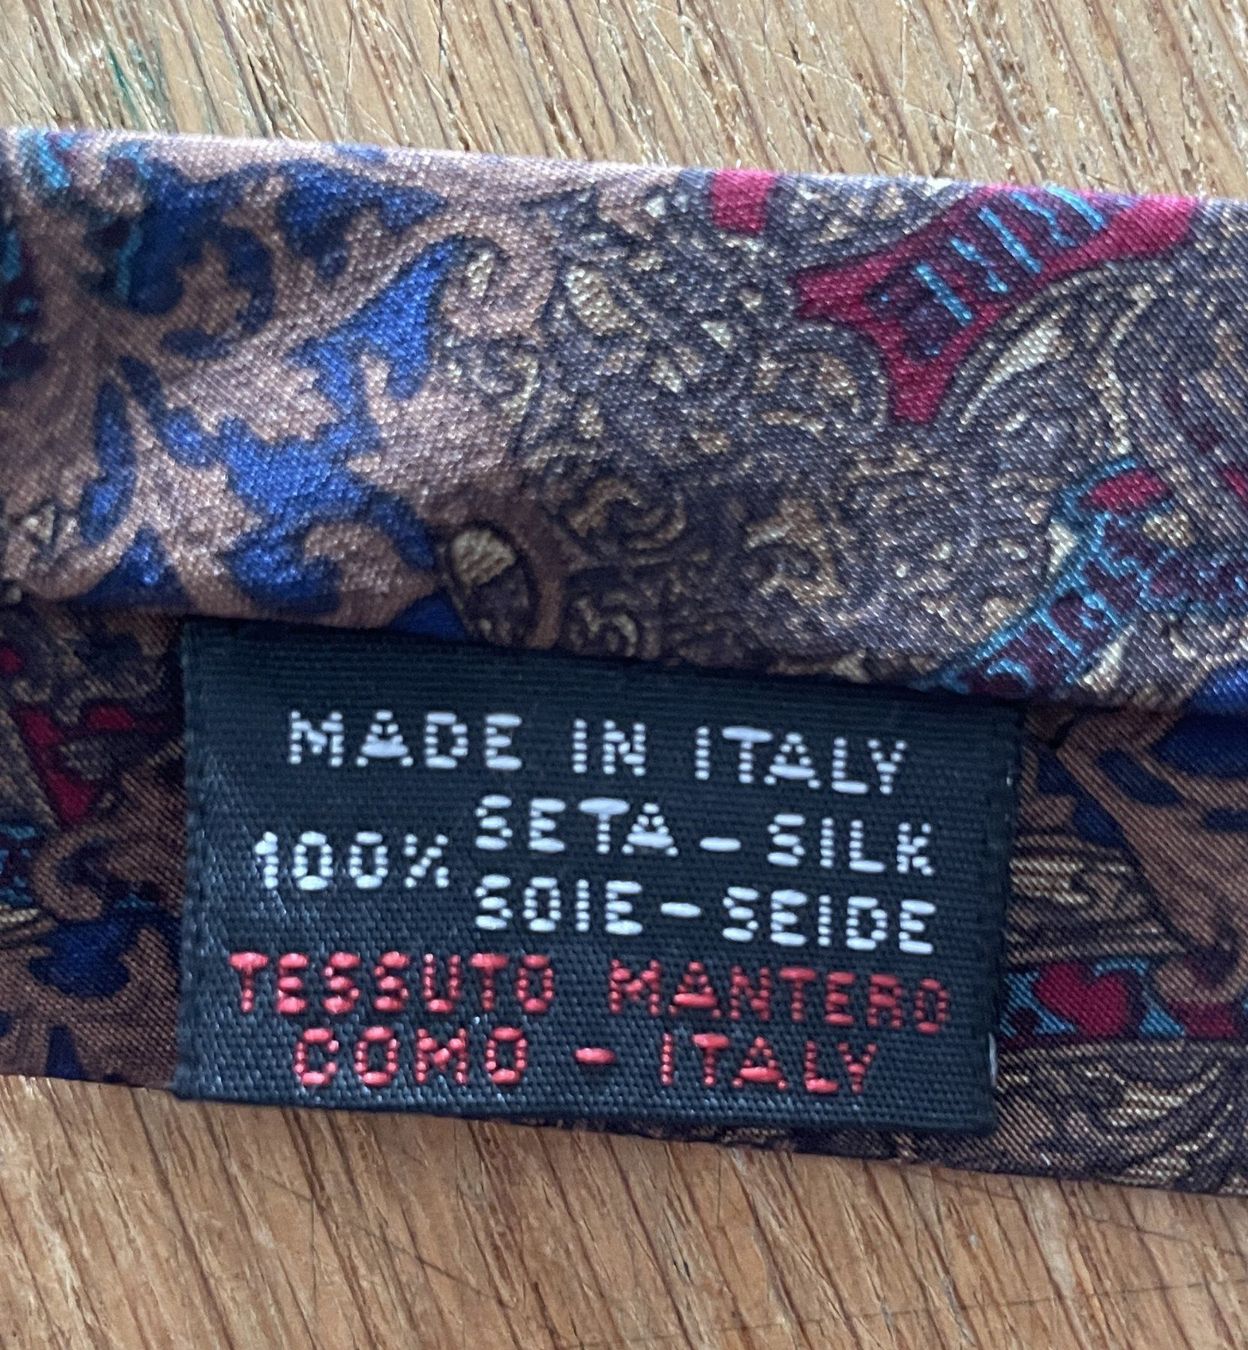 MADE IN ITALY
SETA - SILK
100%
SOIE - SEIDE
TESSUTO - MANTERO
COMO - ITALY